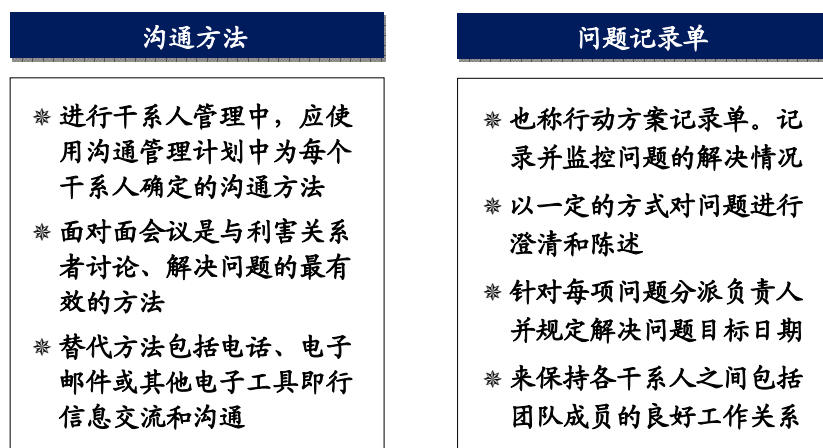 沟通方法
进行干系人管理中，应使
用沟通管理计划中为每个
干系人确定的沟通方法
面对面会议是与利害关系
者讨论、解决问题的最有
效的方法
替代方法包括电话、电子
邮件或其他电子工具即行
信息交流和沟通
问题记录单
也称行动方案记录单。记
录并监控问题的解决情况
以一定的方式对问题进行
澄清和陈述
针对每项问题分派负责人
并规定解决问题目标日期
来保持各干系人之间包括
团队成员的良好工作关系